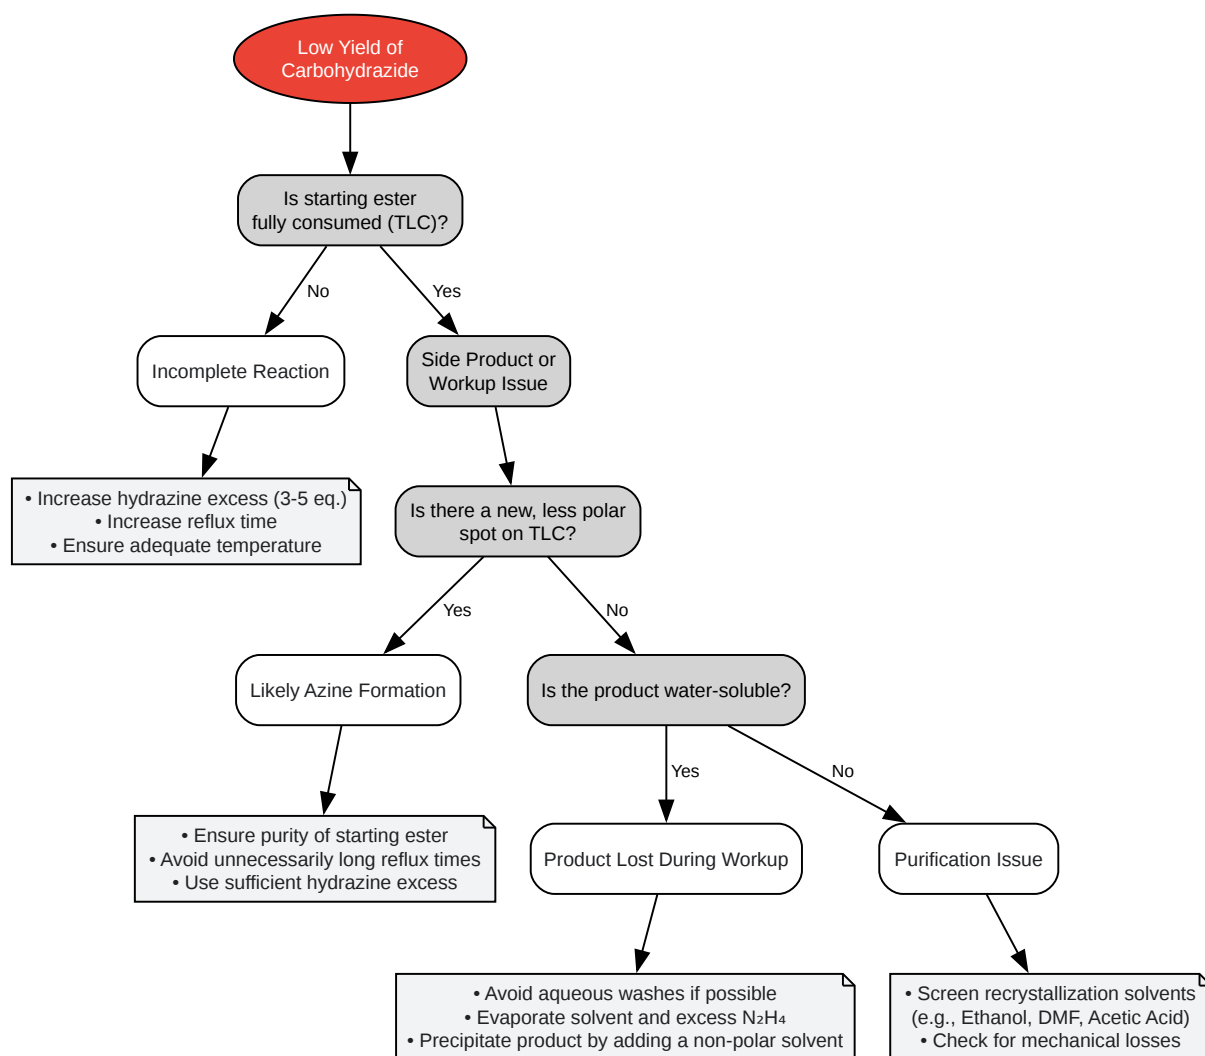 Low Yield of
Carbohydrazide
Is starting ester
fully consumed (TLC)?
No
Yes
Incomplete Reaction
Side Product or
Workup Issue
• Increase hydrazine excess (3-5 eq.)
• Increase reflux time
• Ensure adequate temperature
Is there a new, less polar
spot on TLC?
Yes
No
Likely Azine Formation
Is the product water-soluble?
Yes
No
• Ensure purity of starting ester
• Avoid unnecessarily long reflux times
• Use sufficient hydrazine excess
Product Lost During Workup
Purification Issue
• Avoid aqueous washes if possible
• Evaporate solvent and excess N₂H₄
• Precipitate product by adding a non-polar solvent
• Screen recrystallization solvents
(e.g., Ethanol, DMF, Acetic Acid)
• Check for mechanical losses